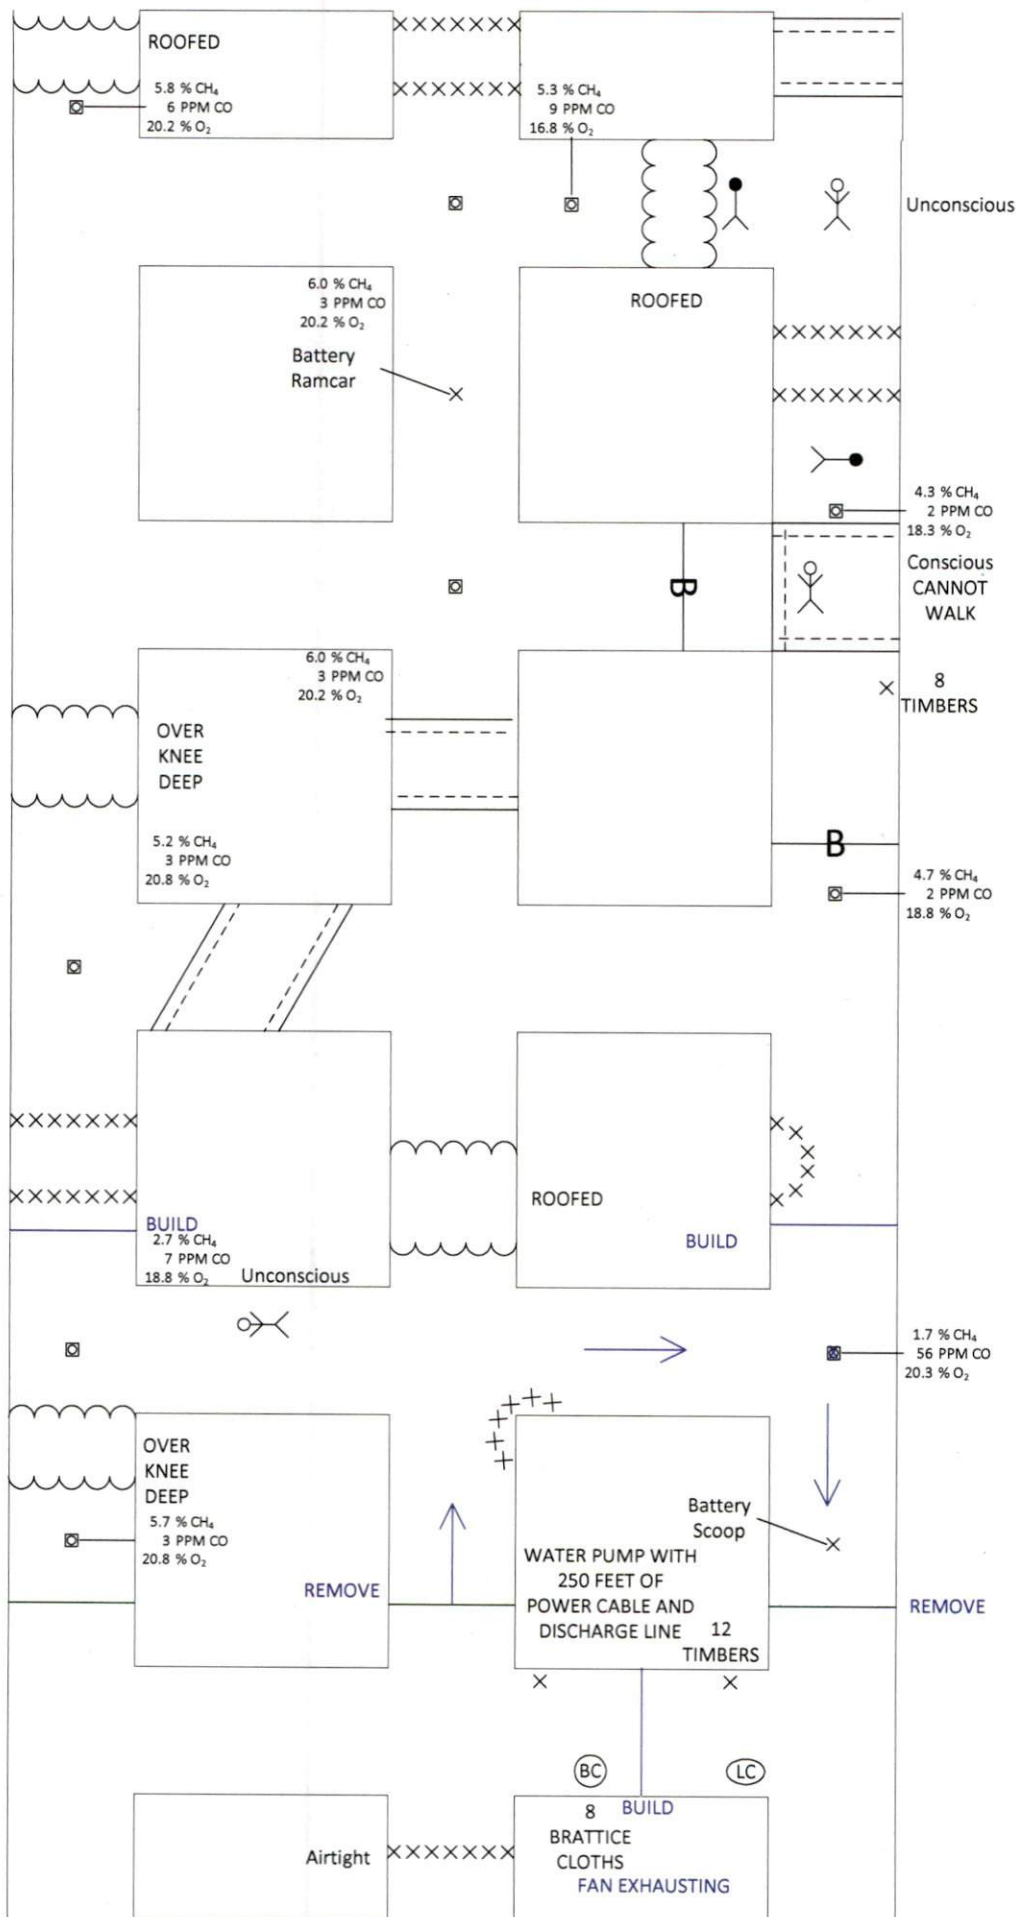 ROOFED
5.8 % CH₄
6 PPM CO
20.2 % O₂
5.3 % CH₄
9 PPM CO
16.8 % O₂
Unconscious
6.0 % CH₄
3 PPM CO
20.2 % O₂
Battery
Ramcar
ROOFED
4.3 % CH₄
2 PPM CO
18.3 % O₂
B
Conscious
CANNOT
WALK
6.0 % CH₄
3 PPM CO
20.2 % O₂
8
TIMBERS
OVER
KNEE
DEEP
5.2 % CH₄
3 PPM CO
20.8 % O₂
B
4.7 % CH₄
2 PPM CO
18.8 % O₂
ROOFED
BUILD
2.7 % CH₄
7 PPM CO
18.8 % O₂
Unconscious
BUILD
1.7 % CH₄
56 PPM CO
20.3 % O₂
OVER
KNEE
DEEP
5.7 % CH₄
3 PPM CO
20.8 % O₂
Battery
Scoop
REMOVE
WATER PUMP WITH
250 FEET OF
POWER CABLE AND
DISCHARGE LINE
12
TIMBERS
REMOVE
BC
LC
8
BRATTICE
CLOTHS
BUILD
Airtight
FAN EXHAUSTING